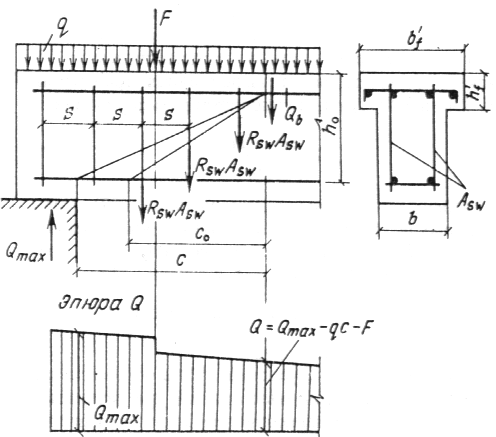 q
F
b'f
h'f
s
s
s
Qb
h₀
RswAsw
RswAsw
RswAsw
Asw
b
c₀
c
Qmax
Эпюра Q
Q = Qmax − qc − F
Qmax